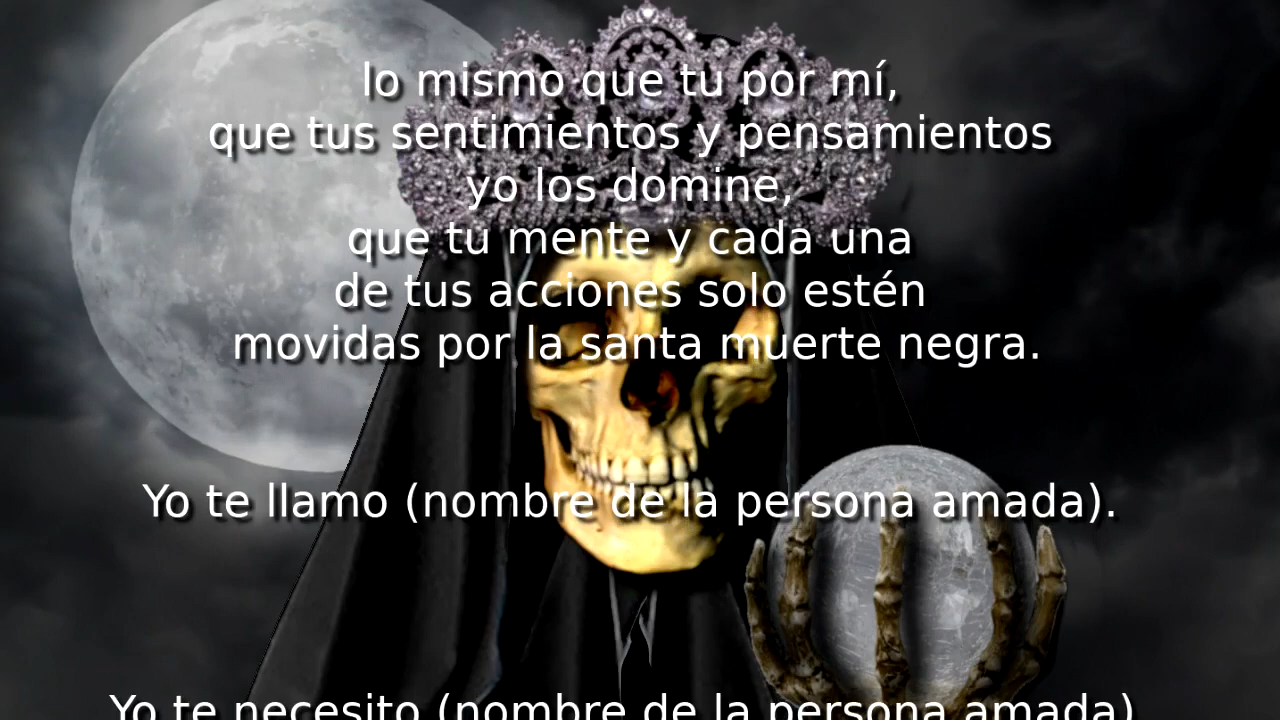 lo mismo que tu por mí,
que tus sentimientos y pensamientos
yo los domine,
que tu mente y cada una
de tus acciones solo estén
movidas por la santa muerte negra.
Yo te llamo (nombre de la persona amada).
Yo te necesito (nombre de la persona amada)